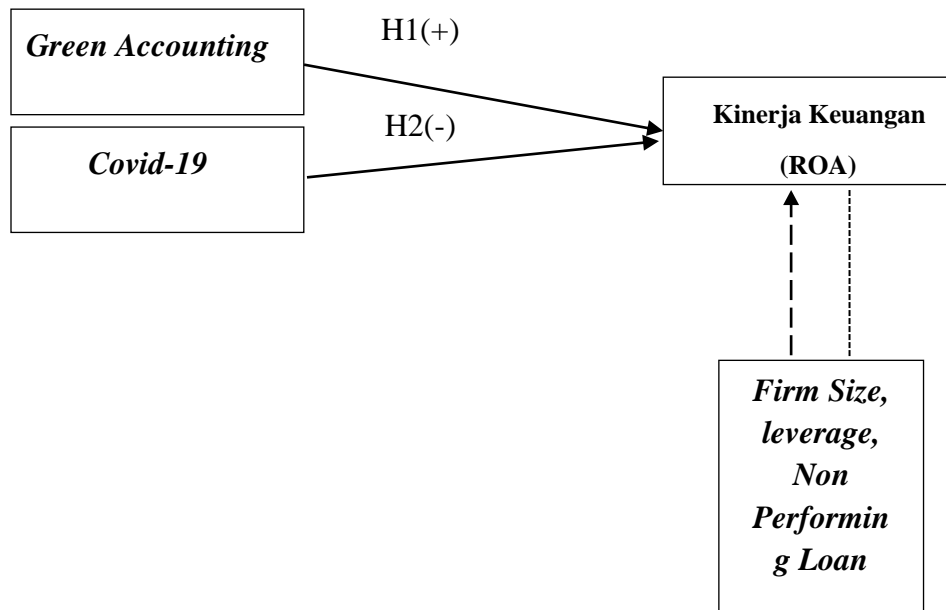 Green Accounting
H1(+)
Covid-19
H2(-)
Kinerja Keuangan
(ROA)
Firm Size,
leverage,
Non
Performin
g Loan